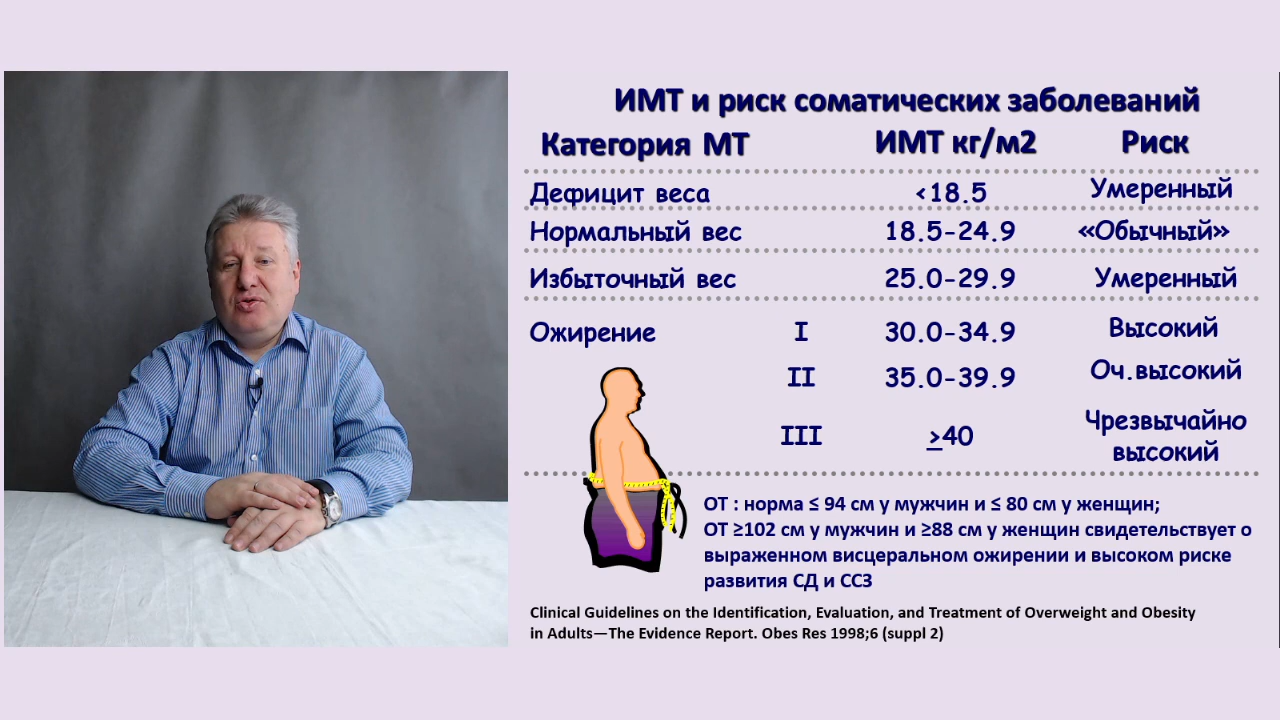 ИМТ и риск соматических заболеваний
Категория МТ ИМТ кг/м2 Риск
Дефицит веса <18.5 Умеренный
Нормальный вес 18.5-24.9 «Обычный»
Избыточный вес 25.0-29.9 Умеренный
Ожирение I 30.0-34.9 Высокий
II 35.0-39.9 Оч.высокий
III ≥40 Чрезвычайно
высокий
ОТ : норма ≤ 94 см у мужчин и ≤ 80 см у женщин;
ОТ ≥102 см у мужчин и ≥88 см у женщин свидетельствует о
выраженном висцеральном ожирении и высоком риске
развития СД и ССЗ
Clinical Guidelines on the Identification, Evaluation, and Treatment of Overweight and Obesity
in Adults—The Evidence Report. Obes Res 1998;6 (suppl 2)